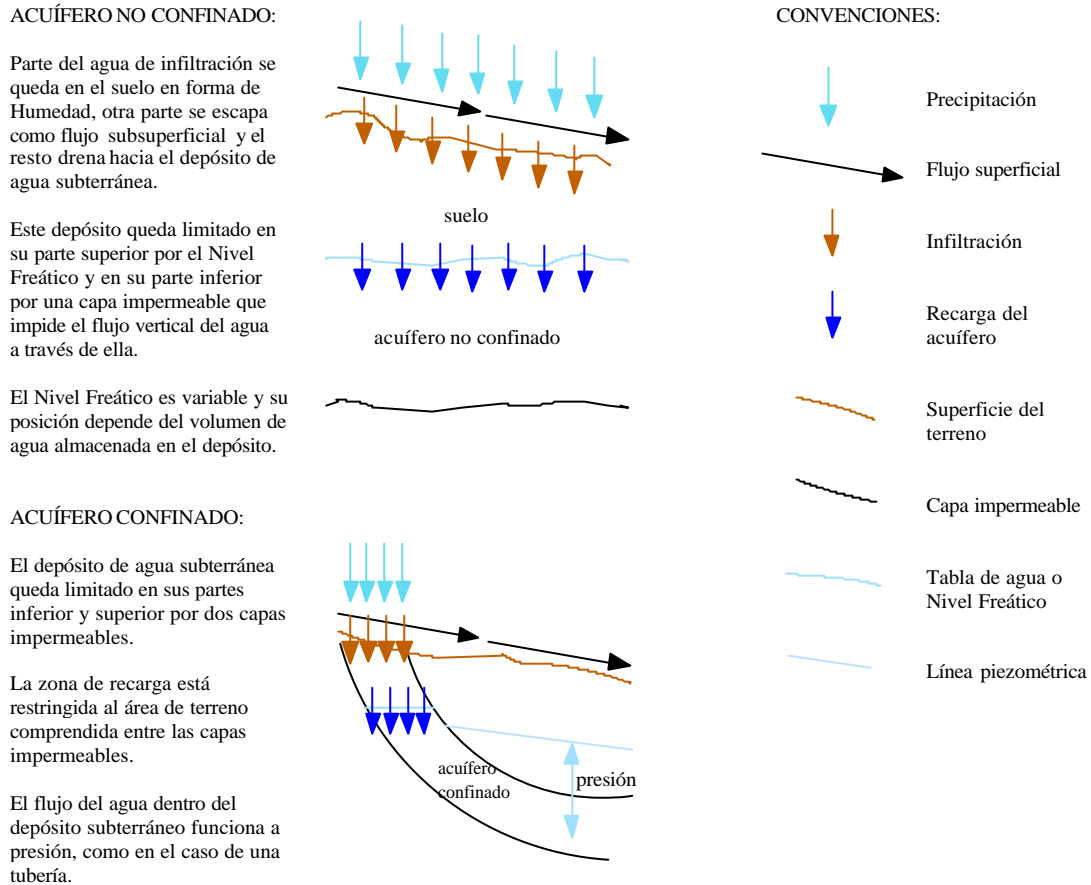 ACUÍFERO NO CONFINADO:
Parte del agua de infiltración se
queda en el suelo en forma de
Humedad, otra parte se escapa
como flujo subsuperficial y el
resto drena hacia el depósito de
agua subterránea.
Este depósito queda limitado en
su parte superior por el Nivel
Freático y en su parte inferior
por una capa impermeable que
impide el flujo vertical del agua
a través de ella.
El Nivel Freático es variable y su
posición depende del volumen de
agua almacenada en el depósito.
suelo
acuífero no confinado
ACUÍFERO CONFINADO:
El depósito de agua subterránea
queda limitado en sus partes
inferior y superior por dos capas
impermeables.
La zona de recarga está
restringida al área de terreno
comprendida entre las capas
impermeables.
El flujo del agua dentro del
depósito subterráneo funciona a
presión, como en el caso de una
tubería.
acuífero
confinado
presión
CONVENCIONES:
Precipitación
Flujo superficial
Infiltración
Recarga del
acuífero
Superficie del
terreno
Capa impermeable
Tabla de agua o
Nivel Freático
Línea piezométrica